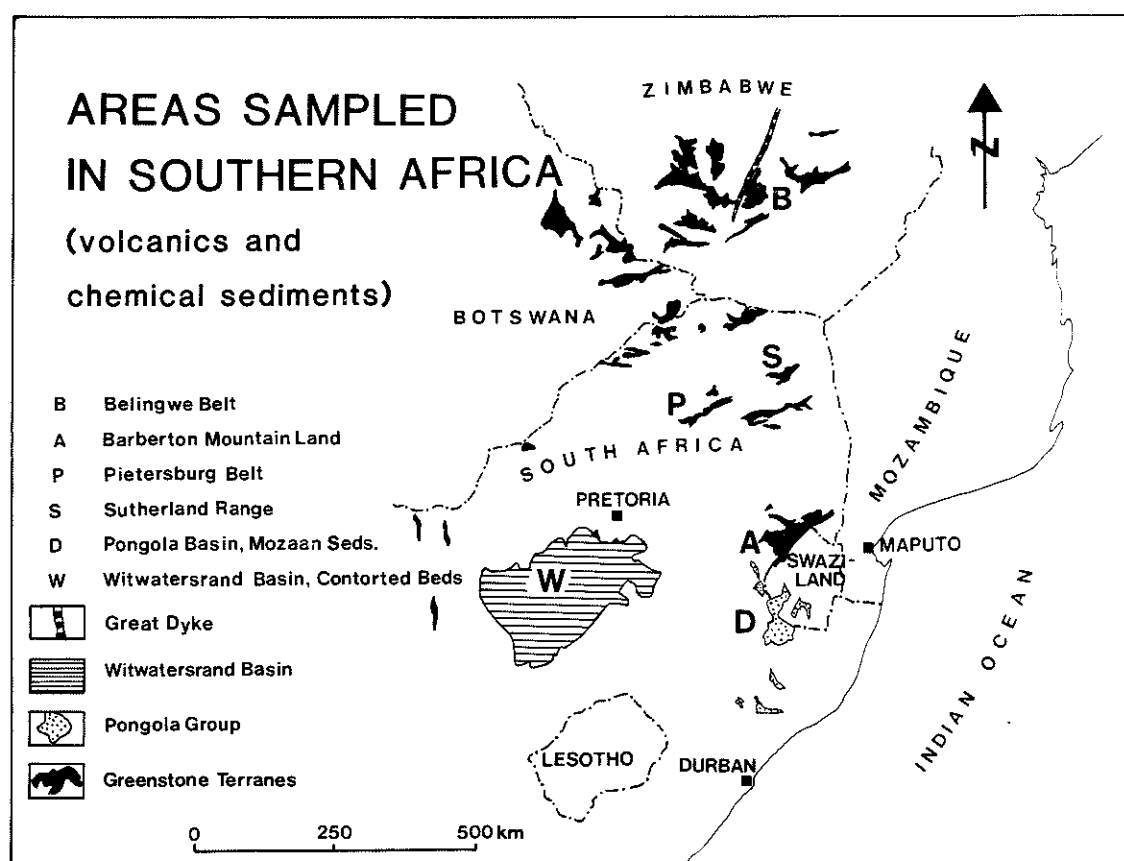 AREAS SAMPLED
IN SOUTHERN AFRICA
(volcanics and
chemical sediments)
ZIMBABWE
N
B
BOTSWANA
S
P
SOUTH AFRICA
MOZAMBIQUE
PRETORIA
A
MAPUTO
SWAZI-
LAND
W
D
INDIAN OCEAN
LESOTHO
DURBAN
B Belingwe Belt
A Barberton Mountain Land
P Pietersburg Belt
S Sutherland Range
D Pongola Basin, Mozaan Seds.
W Witwatersrand Basin, Contorted Beds
Great Dyke
Witwatersrand Basin
Pongola Group
Greenstone Terranes
0 250 500 km